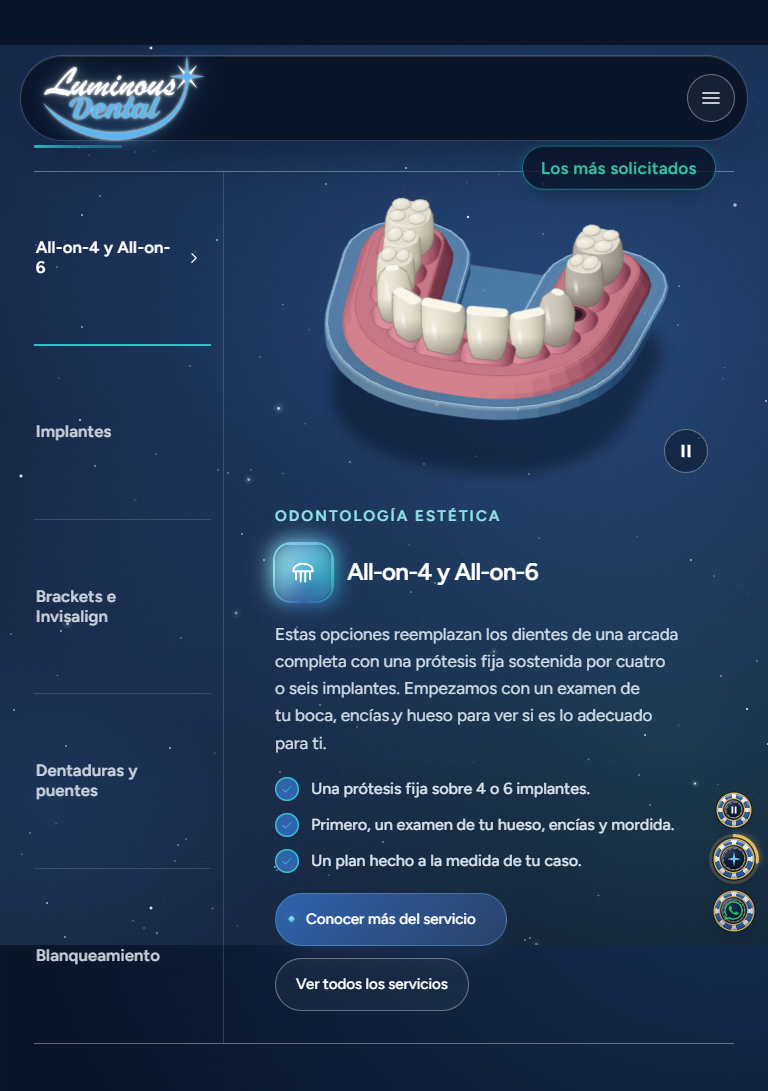 Luminous
Dental
Los más solicitados
All-on-4 y All-on-
6
Implantes
Brackets e
Invisalign
Dentaduras y
puentes
Blanqueamiento
ODONTOLOGÍA ESTÉTICA
All-on-4 y All-on-6
Estas opciones reemplazan los dientes de una arcada
completa con una prótesis fija sostenida por cuatro
o seis implantes. Empezamos con un examen de
tu boca, encías y hueso para ver si es lo adecuado
para ti.
Una prótesis fija sobre 4 o 6 implantes.
Primero, un examen de tu hueso, encías y mordida.
Un plan hecho a la medida de tu caso.
Conocer más del servicio
Ver todos los servicios